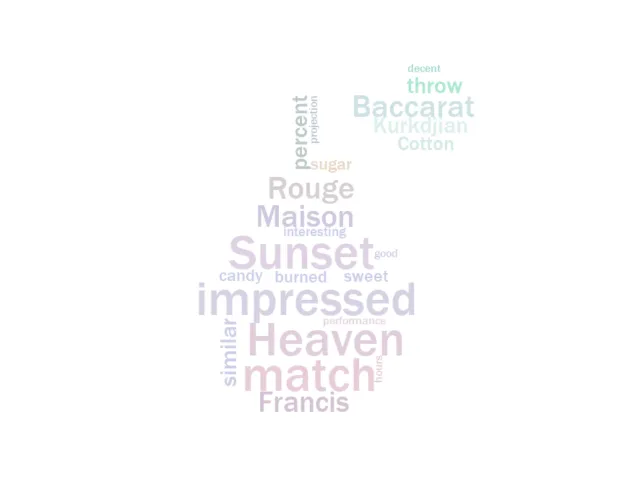 decent
throw
Baccarat
Kurkdjian
Cotton
percent
projection
sugar
Rouge
Maison
interesting
Sunset
good
candy burned sweet
impressed
performance
similar
Heaven
hours
match
Francis